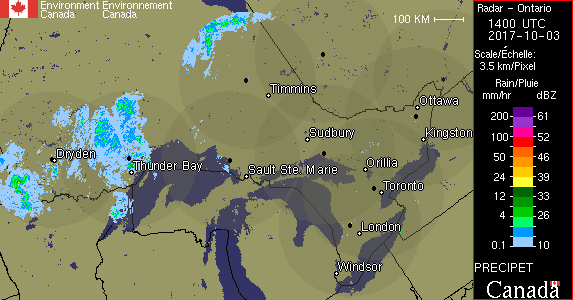 Environment Environnement
Canada Canada
100 KM
Timmins
Ottawa
Sudbury
Kingston
Dryden
Thunder Bay
Sault Ste. Marie
Orillia
Toronto
London
Windsor
Radar - Ontario
1400 UTC
2017-10-03
Scale/Échelle:
3.5 km/Pixel
Rain/Pluie
mm/hr dBZ
200 61
100 52
50 46
24 39
12 33
4 26
0.1 10
PRECIPET
Canada